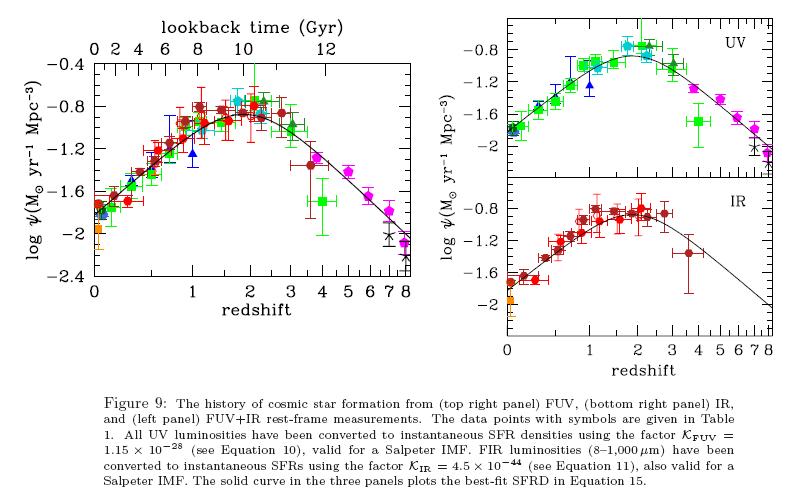 lookback time (Gyr)
0 2 4 6 8 10 12
−0.4
−0.8
−1.2
−1.6
−2
−2.4
log ψ(M⊙ yr−1 Mpc−3)
0 1 2 3 4 5 6 7 8
redshift
UV
−0.8
−1.2
−1.6
−2
IR
−0.8
−1.2
−1.6
−2
log ψ(M⊙ yr−1 Mpc−3)
0 1 2 3 4 5 6 7 8
redshift
Figure 9: The history of cosmic star formation from (top right panel) FUV, (bottom right panel) IR,
and (left panel) FUV+IR rest-frame measurements. The data points with symbols are given in Table
1. All UV luminosities have been converted to instantaneous SFR densities using the factor 𝒦FUV =
1.15 × 10−28 (see Equation 10), valid for a Salpeter IMF. FIR luminosities (8–1,000 μm) have been
converted to instantaneous SFRs using the factor 𝒦IR = 4.5 × 10−44 (see Equation 11), also valid for a
Salpeter IMF. The solid curve in the three panels plots the best-fit SFRD in Equation 15.